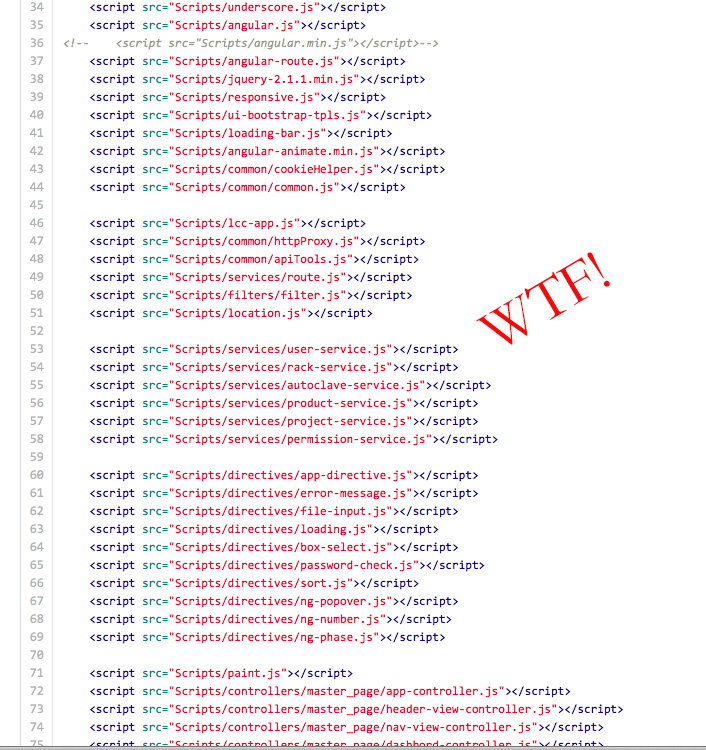 34 <script src="Scripts/underscore.js"></script>
35 <script src="Scripts/angular.js"></script>
36 <!-- <script src="Scripts/angular.min.js"></script>-->
37 <script src="Scripts/angular-route.js"></script>
38 <script src="Scripts/jquery-2.1.1.min.js"></script>
39 <script src="Scripts/responsive.js"></script>
40 <script src="Scripts/ui-bootstrap-tpls.js"></script>
41 <script src="Scripts/loading-bar.js"></script>
42 <script src="Scripts/angular-animate.min.js"></script>
43 <script src="Scripts/common/cookieHelper.js"></script>
44 <script src="Scripts/common/common.js"></script>
45
46 <script src="Scripts/lcc-app.js"></script>
47 <script src="Scripts/common/httpProxy.js"></script>
48 <script src="Scripts/common/apiTools.js"></script>
49 <script src="Scripts/services/route.js"></script>
50 <script src="Scripts/filters/filter.js"></script>
51 <script src="Scripts/location.js"></script>
WTF!
52
53 <script src="Scripts/services/user-service.js"></script>
54 <script src="Scripts/services/rack-service.js"></script>
55 <script src="Scripts/services/autoclave-service.js"></script>
56 <script src="Scripts/services/product-service.js"></script>
57 <script src="Scripts/services/project-service.js"></script>
58 <script src="Scripts/services/permission-service.js"></script>
59
60 <script src="Scripts/directives/app-directive.js"></script>
61 <script src="Scripts/directives/error-message.js"></script>
62 <script src="Scripts/directives/file-input.js"></script>
63 <script src="Scripts/directives/loading.js"></script>
64 <script src="Scripts/directives/box-select.js"></script>
65 <script src="Scripts/directives/password-check.js"></script>
66 <script src="Scripts/directives/sort.js"></script>
67 <script src="Scripts/directives/ng-popover.js"></script>
68 <script src="Scripts/directives/ng-number.js"></script>
69 <script src="Scripts/directives/ng-phase.js"></script>
70
71 <script src="Scripts/paint.js"></script>
72 <script src="Scripts/controllers/master_page/app-controller.js"></script>
73 <script src="Scripts/controllers/master_page/header-view-controller.js"></script>
74 <script src="Scripts/controllers/master_page/nav-view-controller.js"></script>
75 <script src="Scripts/controllers/master_page/dashbord-controller.js"></script>